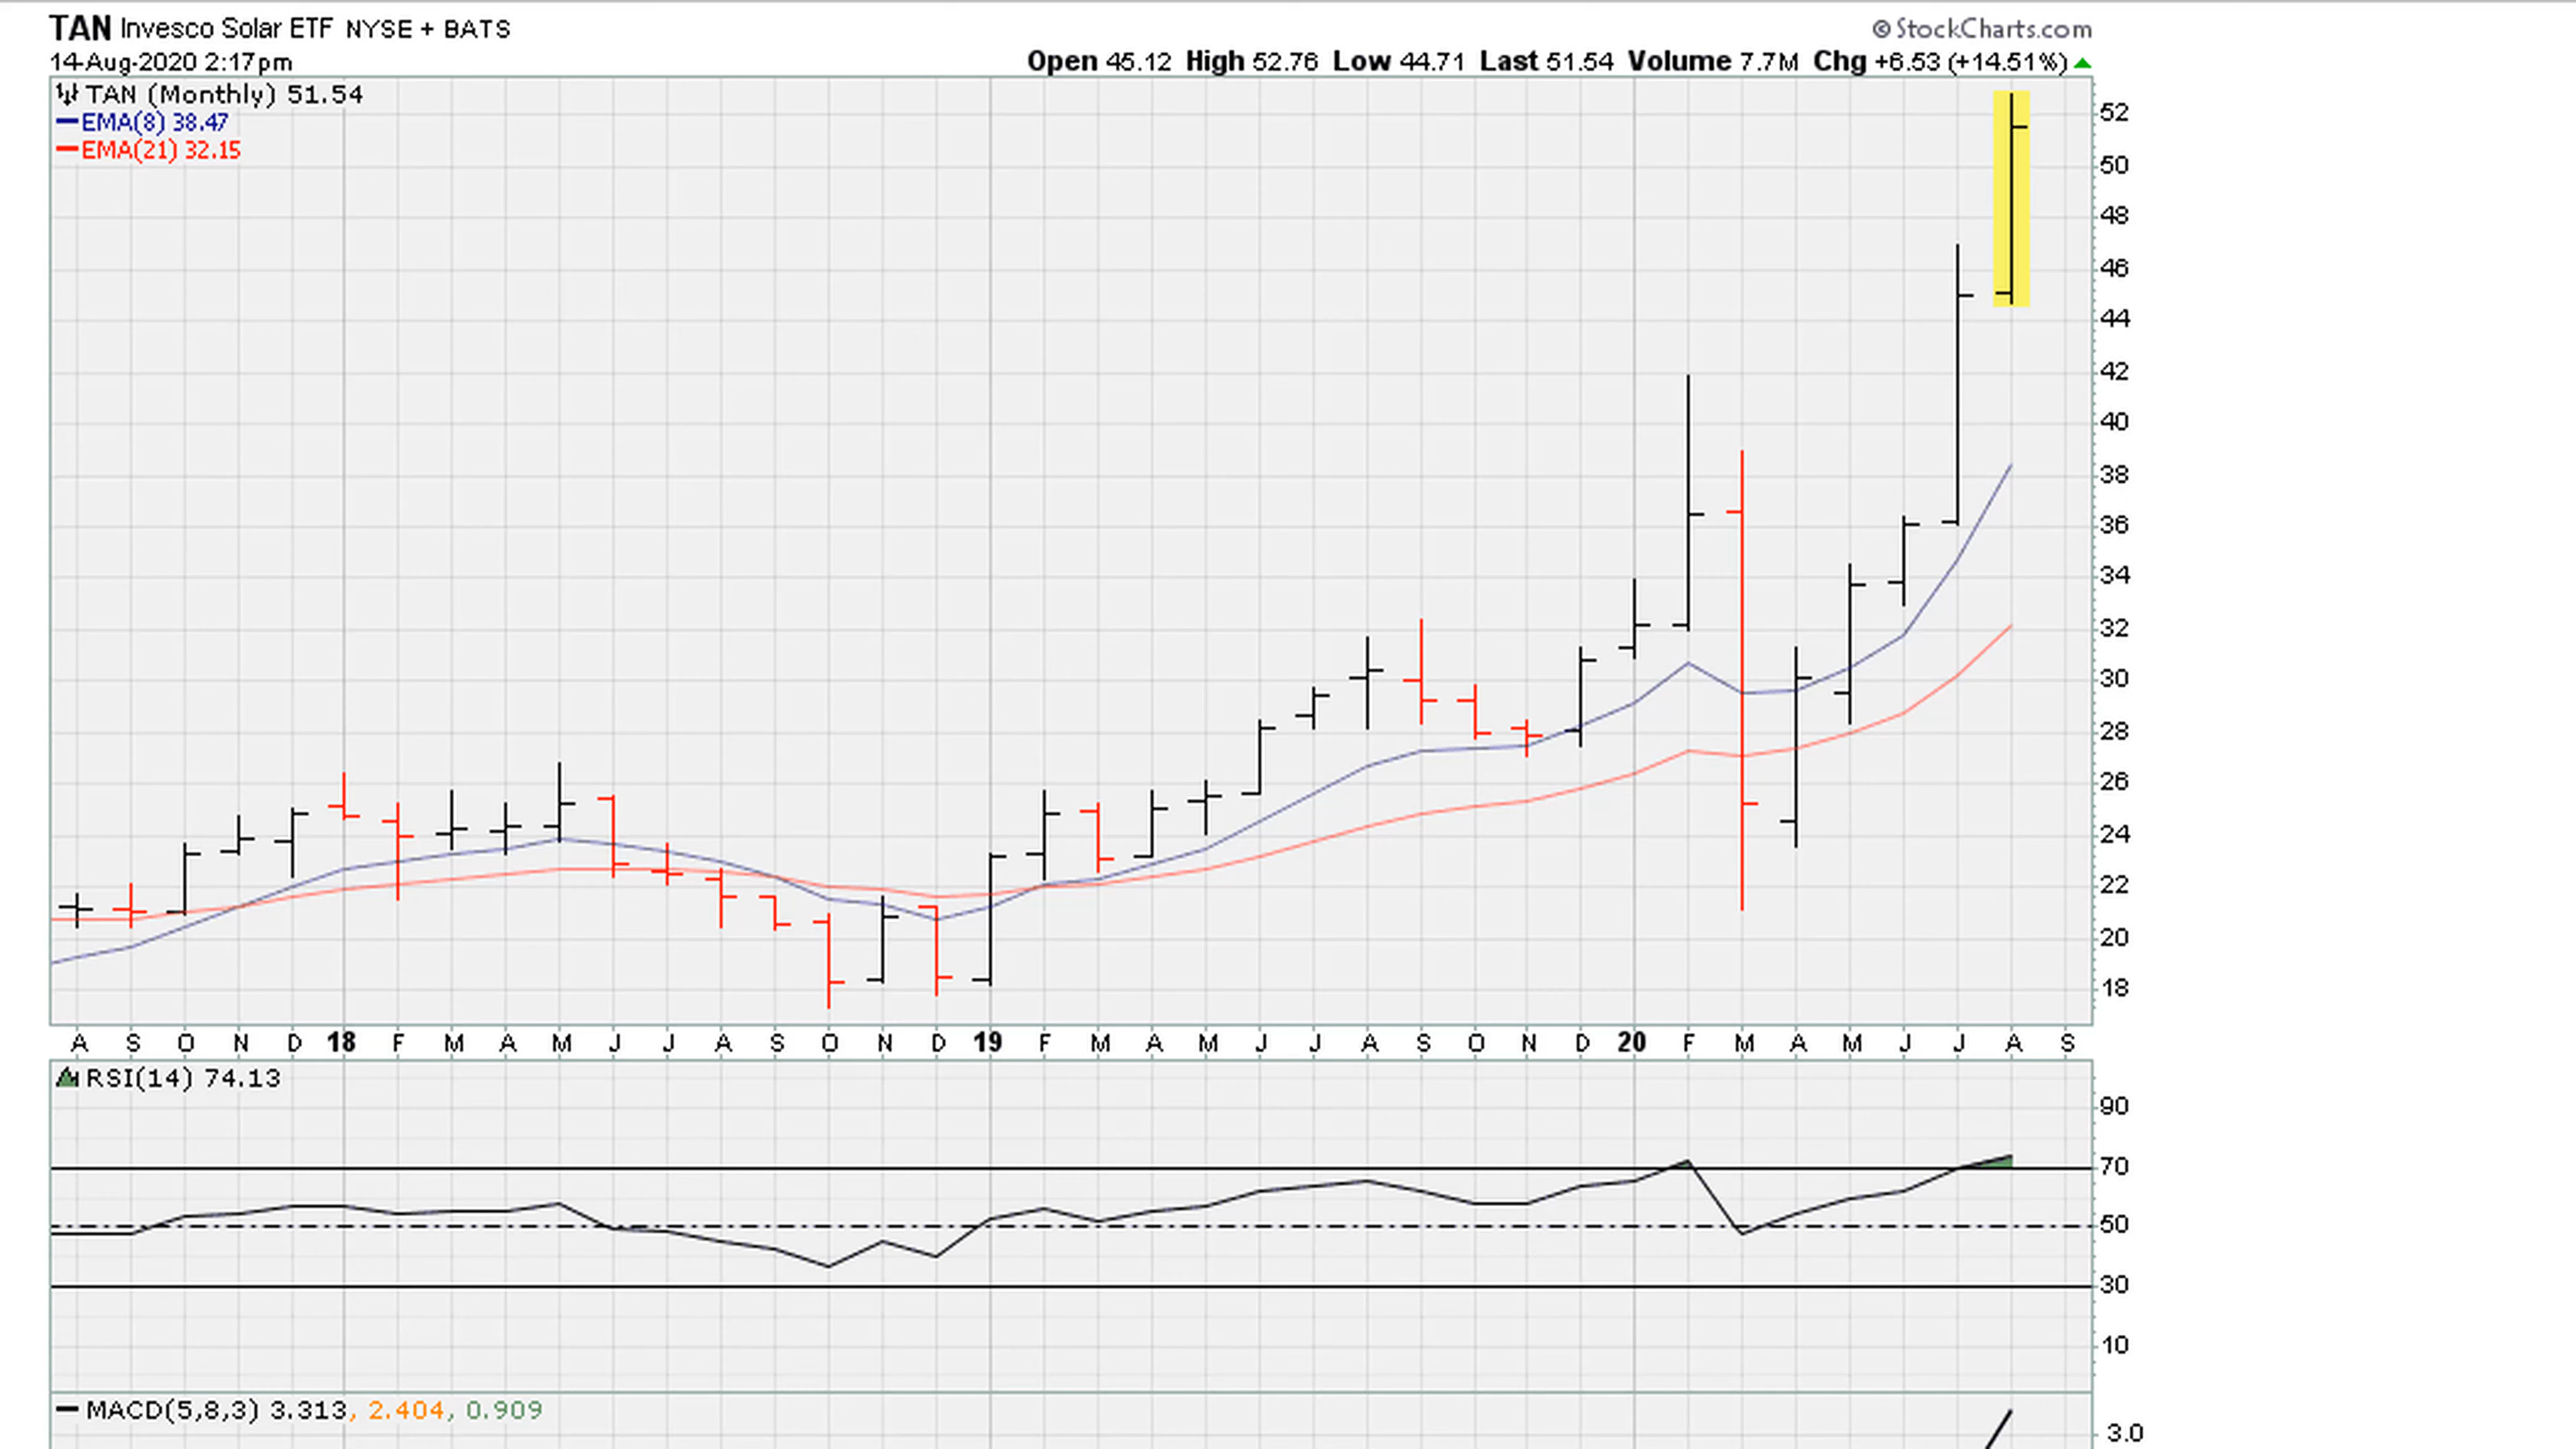 TAN Invesco Solar ETF NYSE + BATS
© StockCharts.com
14-Aug-2020 2:17pm
Open 45.12 High 52.76 Low 44.71 Last 51.54 Volume 7.7M Chg +6.53 (+14.51%)
TAN (Monthly) 51.54
EMA(8) 38.47
EMA(21) 32.15
52
50
48
46
44
42
40
38
36
34
32
30
28
26
24
22
20
18
A S O N D 18 F M A M J J A S O N D 19 F M A M J J A S O N D 20 F M A M J J A S
RSI(14) 74.13
90
70
50
30
10
MACD(5,8,3) 3.313, 2.404, 0.909
3.0